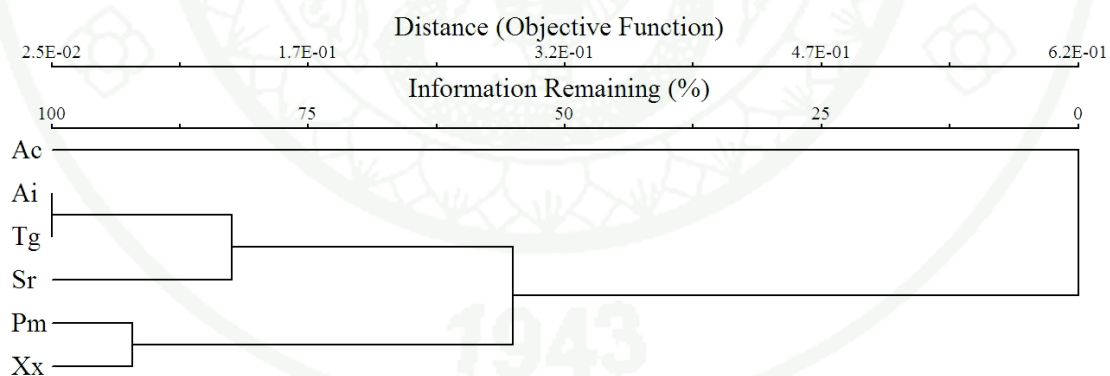 Distance (Objective Function)
2.5E-02 1.7E-01 3.2E-01 4.7E-01 6.2E-01
Information Remaining (%)
100 75 50 25 0
Ac
Ai
Tg
Sr
Pm
Xx
1943